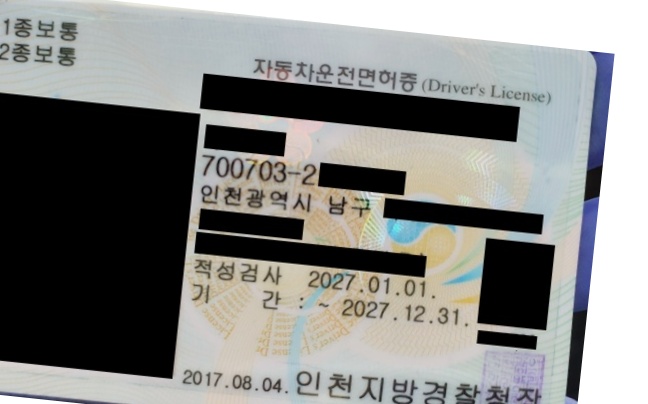 1종보통
2종보통
자동차운전면허증 (Driver's License)
700703-2
인천광역시 남구
적성검사 2027.01.01.
기 간 : ~ 2027.12.31.
2017.08.04. 인천지방경찰청장